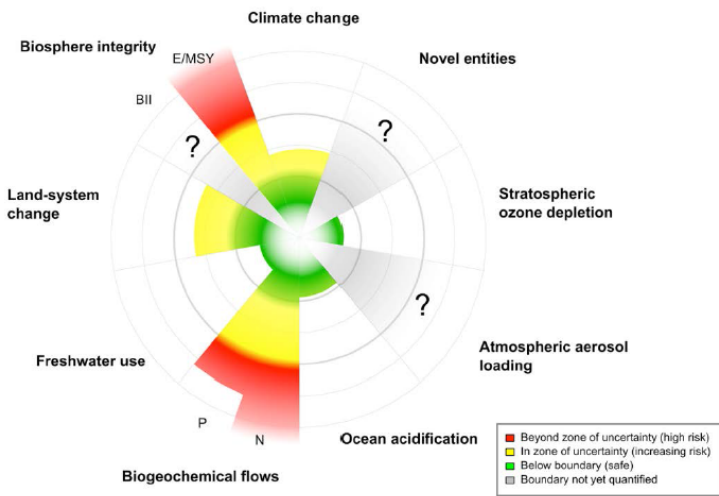 Climate change
Biosphere integrity
E/MSY
Novel entities
BII
?
?
Land-system
change
Stratospheric
ozone depletion
?
Freshwater use
Atmospheric aerosol
loading
P
N
Ocean acidification
Biogeochemical flows
Beyond zone of uncertainty (high risk)
In zone of uncertainty (increasing risk)
Below boundary (safe)
Boundary not yet quantified